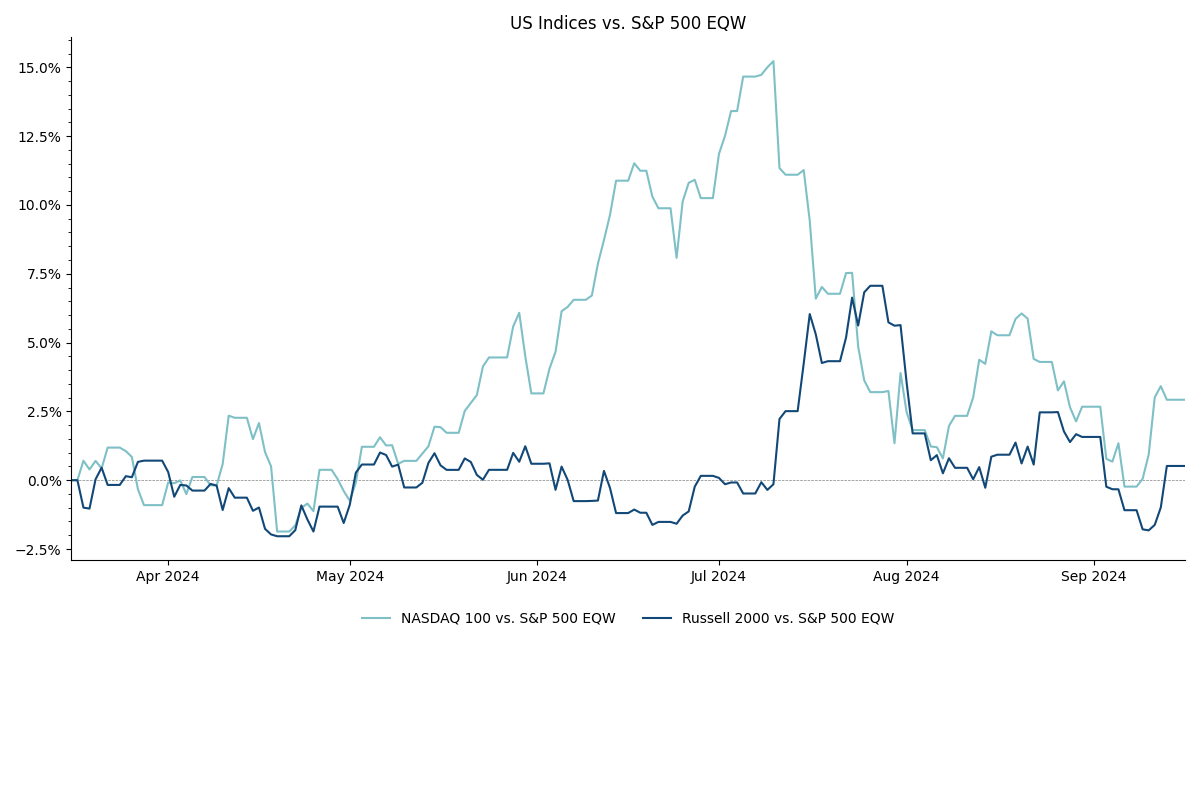 US Indices vs. S&P 500 EQW
15.0%
12.5%
10.0%
7.5%
5.0%
2.5%
0.0%
−2.5%
Apr 2024 May 2024 Jun 2024 Jul 2024 Aug 2024 Sep 2024
NASDAQ 100 vs. S&P 500 EQW Russell 2000 vs. S&P 500 EQW